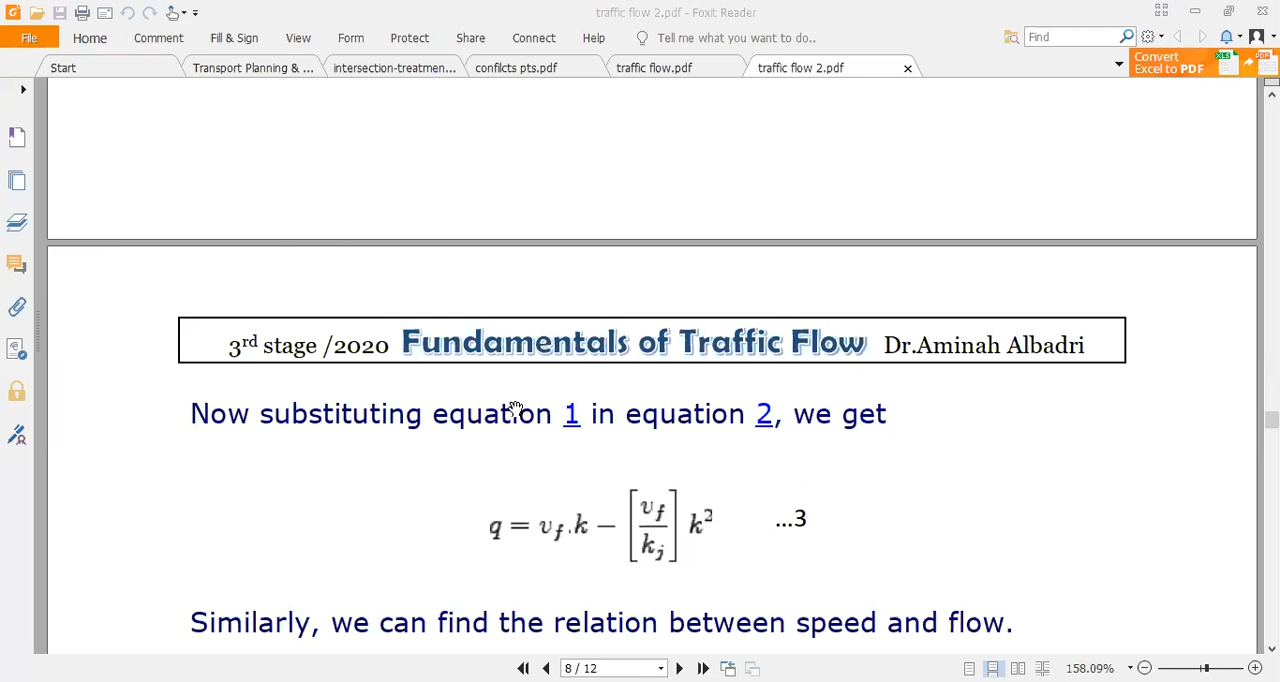 traffic flow 2.pdf - Foxit Reader
File Home Comment Fill & Sign View Form Protect Share Connect Help Tell me what you want to do.. Find
Start Transport Planning & ... intersection-treatmen... confilcts pts.pdf traffic flow.pdf traffic flow 2.pdf Convert Excel to PDF XLS PDF
3rd stage /2020 Fundamentals of Traffic Flow Dr.Aminah Albadri
Now substituting equation 1 in equation 2, we get
q = v_f.k − [v_f / k_j] k² ...3
Similarly, we can find the relation between speed and flow.
8 / 12 158.09%